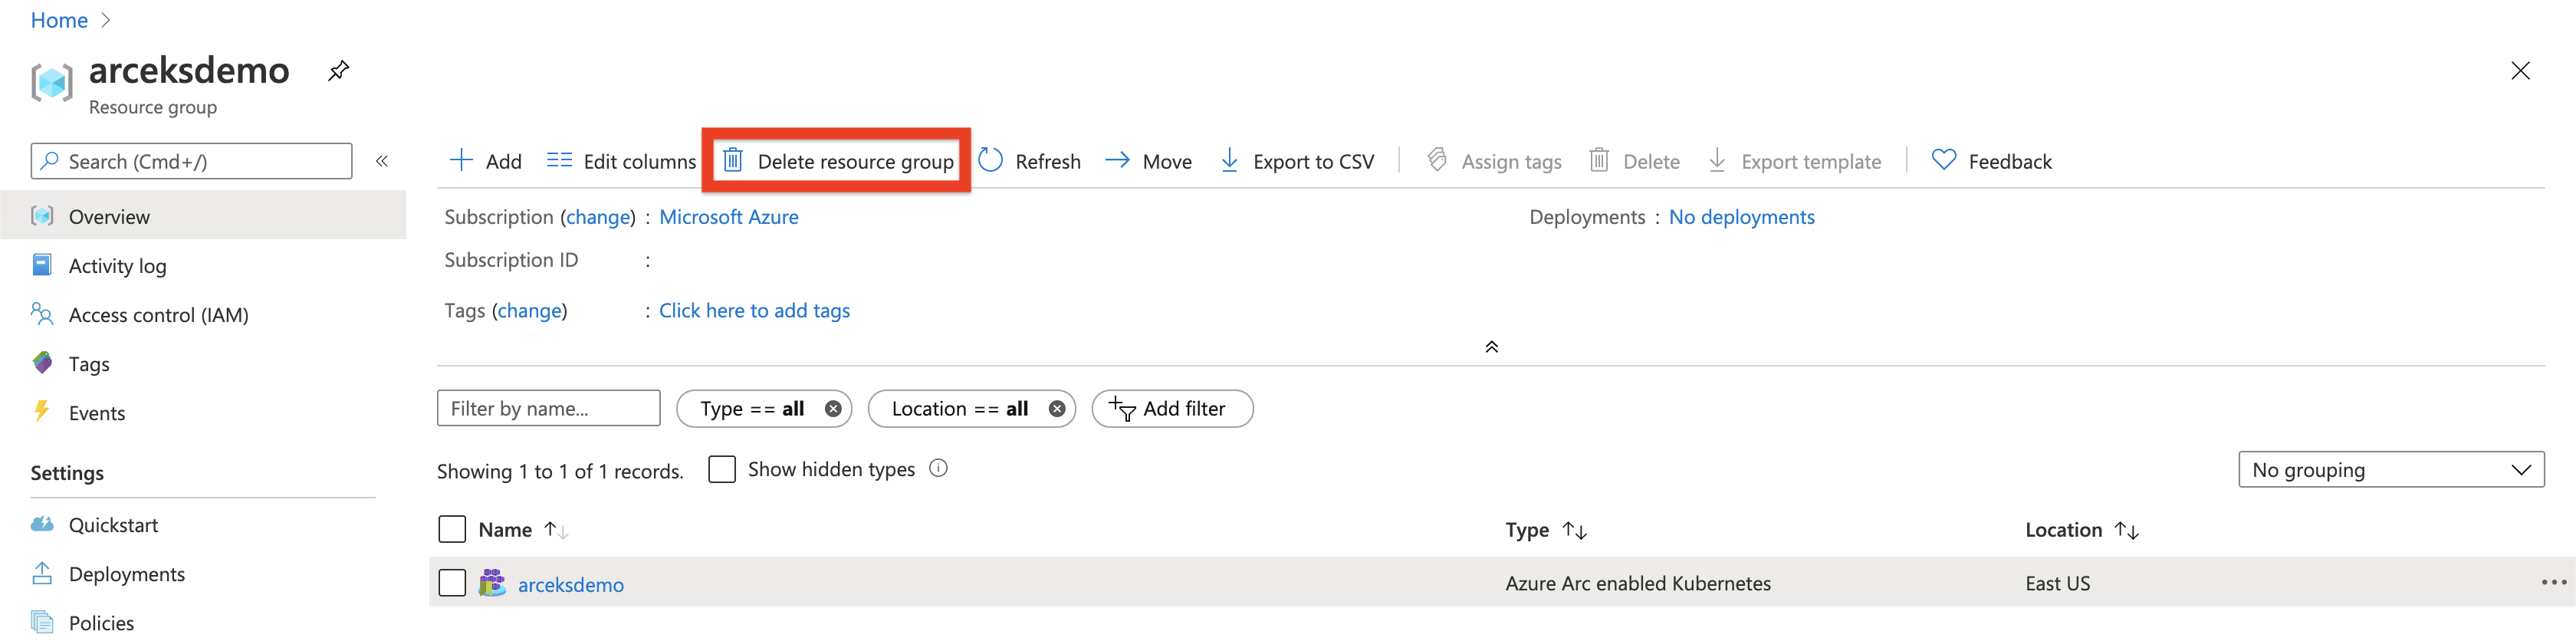 Home
arceksdemo
Resource group
Search (Cmd+/)
Add
Edit columns
Delete resource group
Refresh
Move
Export to CSV
Assign tags
Delete
Export template
Feedback
Overview
Activity log
Access control (IAM)
Tags
Events
Settings
Quickstart
Deployments
Policies
Subscription (change) : Microsoft Azure
Deployments : No deployments
Subscription ID :
Tags (change) : Click here to add tags
Filter by name...
Type == all
Location == all
Add filter
Showing 1 to 1 of 1 records.
Show hidden types
No grouping
Name
Type
Location
arceksdemo
Azure Arc enabled Kubernetes
East US